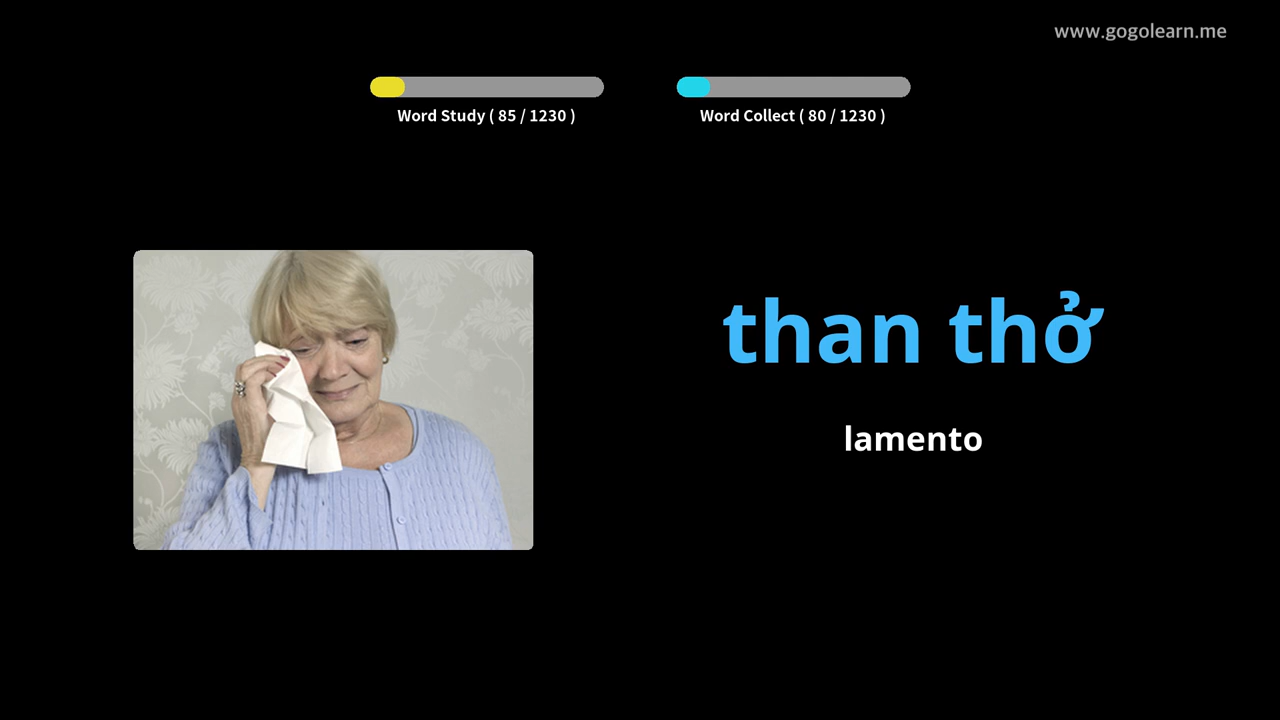 www.gogolearn.me
Word Study ( 85 / 1230 )
Word Collect ( 80 / 1230 )
than thở
lamento